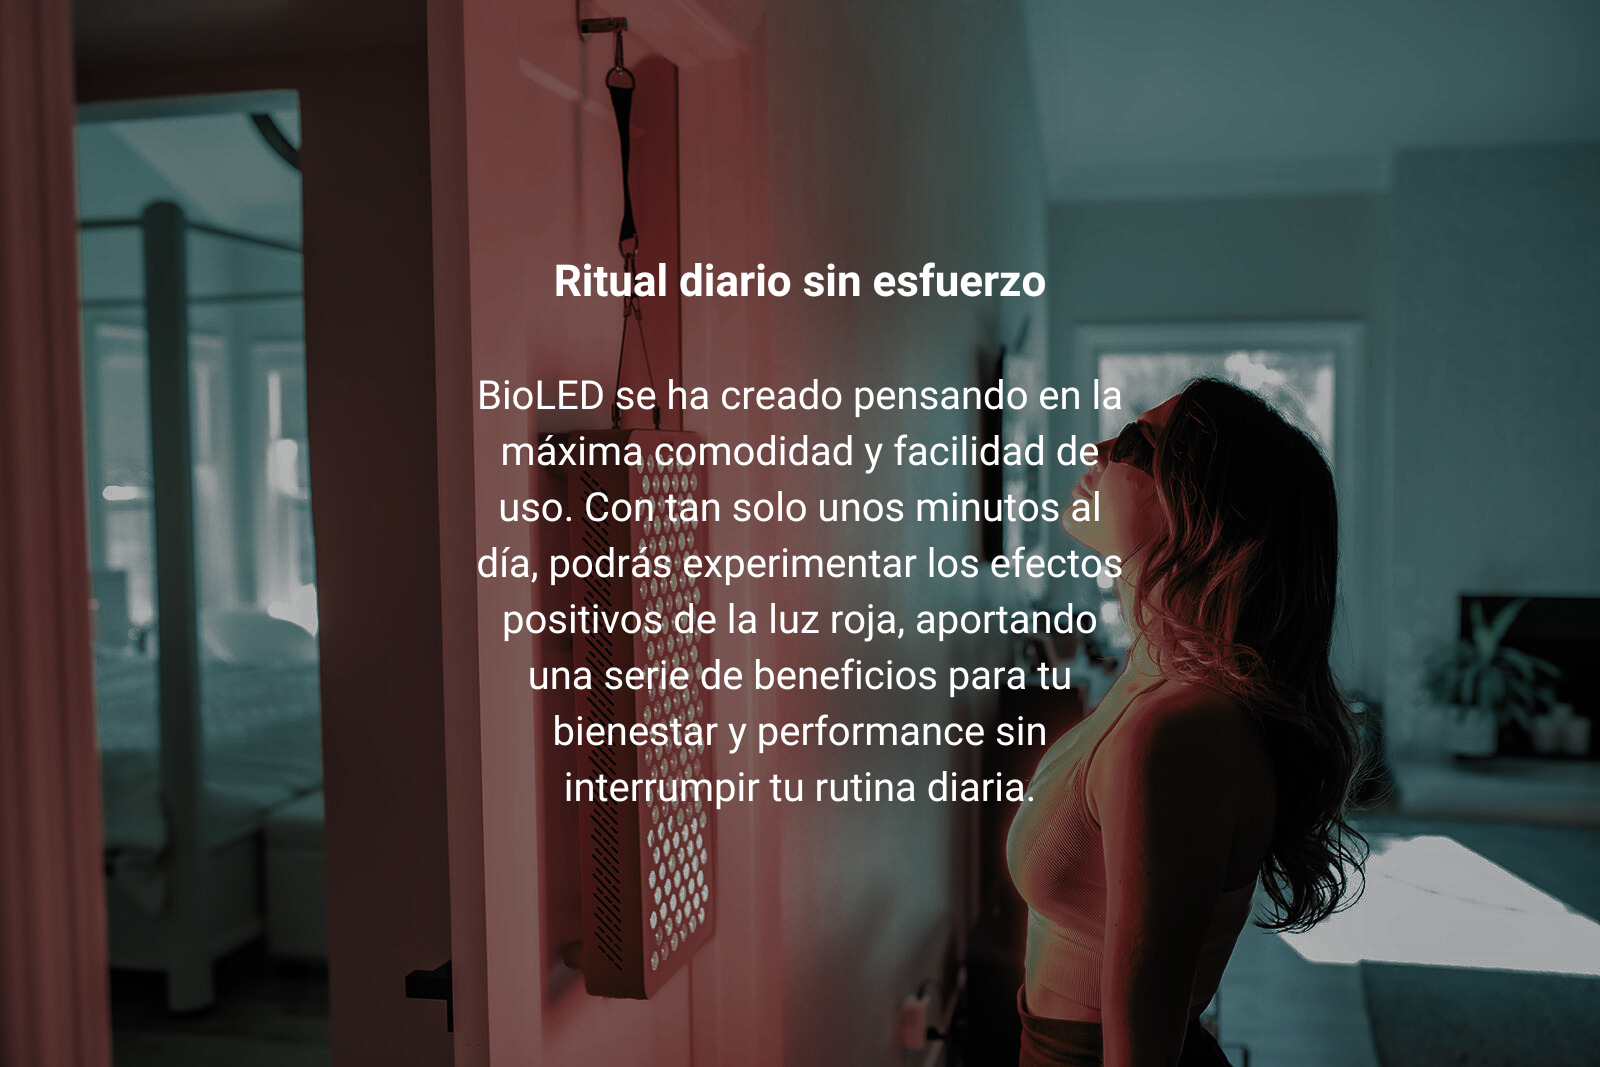 Ritual diario sin esfuerzo
BioLED se ha creado pensando en la
máxima comodidad y facilidad de
uso. Con tan solo unos minutos al
día, podrás experimentar los efectos
positivos de la luz roja, aportando
una serie de beneficios para tu
bienestar y performance sin
interrumpir tu rutina diaria.